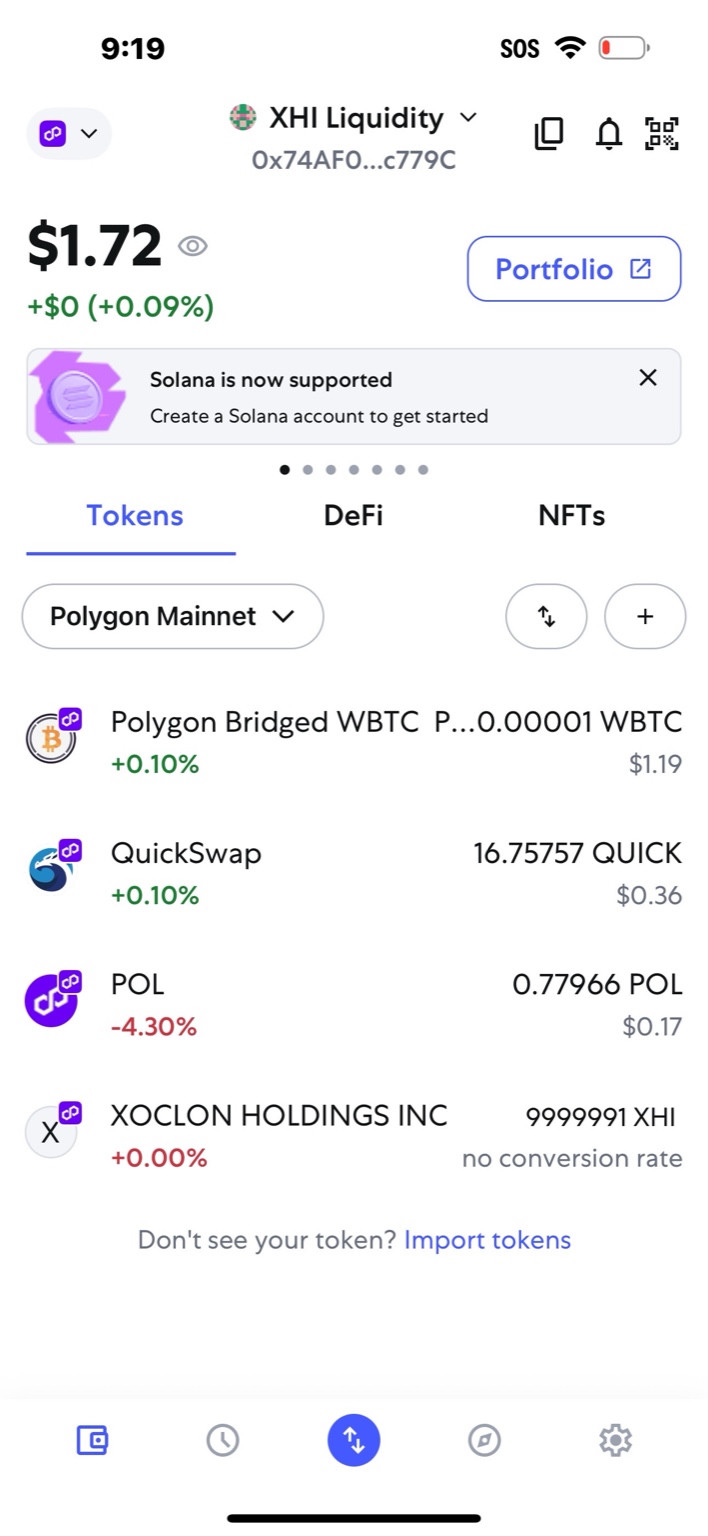 9:19
SOS
XHI Liquidity
0x74AF0...c779C
$1.72
Portfolio
+$0 (+0.09%)
Solana is now supported
Create a Solana account to get started
Tokens
DeFi
NFTs
Polygon Mainnet
Polygon Bridged WBTC P...0.00001 WBTC
+0.10%
$1.19
QuickSwap
16.75757 QUICK
+0.10%
$0.36
POL
0.77966 POL
-4.30%
$0.17
X
XOCLON HOLDINGS INC
9999991 XHI
+0.00%
no conversion rate
Don't see your token? Import tokens